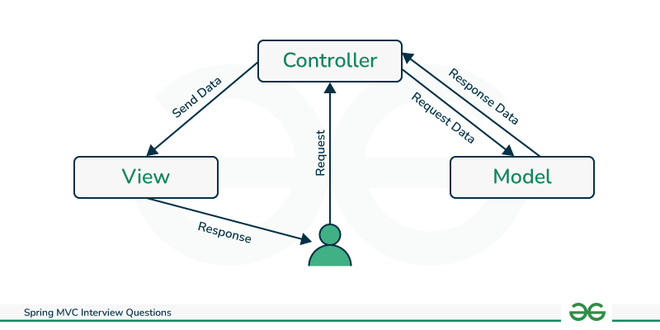 Controller
Send Data
Response Data
Request Data
Request
View
Model
Response
Spring MVC Interview Questions